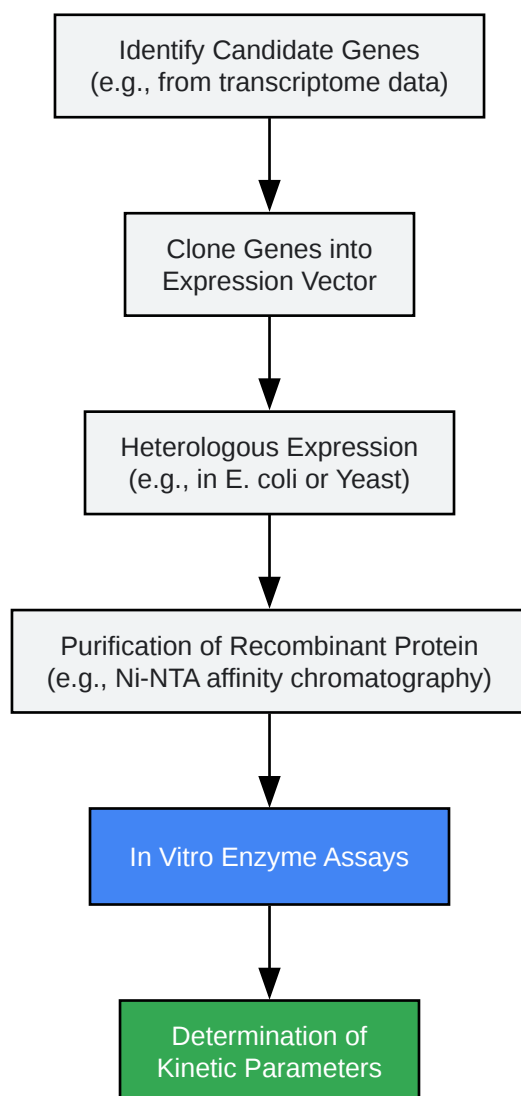 Identify Candidate Genes
(e.g., from transcriptome data)
Clone Genes into
Expression Vector
Heterologous Expression
(e.g., in E. coli or Yeast)
Purification of Recombinant Protein
(e.g., Ni-NTA affinity chromatography)
In Vitro Enzyme Assays
Determination of
Kinetic Parameters